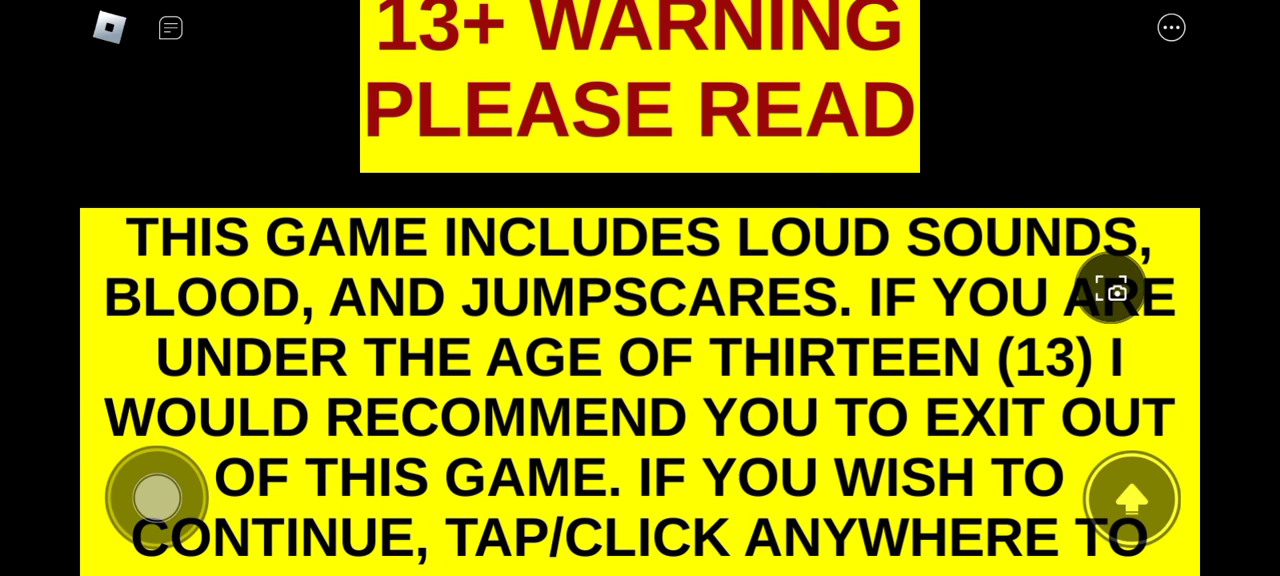 13+ WARNING
PLEASE READ
THIS GAME INCLUDES LOUD SOUNDS,
BLOOD, AND JUMPSCARES. IF YOU ARE
UNDER THE AGE OF THIRTEEN (13) I
WOULD RECOMMEND YOU TO EXIT OUT
OF THIS GAME. IF YOU WISH TO
CONTINUE, TAP/CLICK ANYWHERE TO